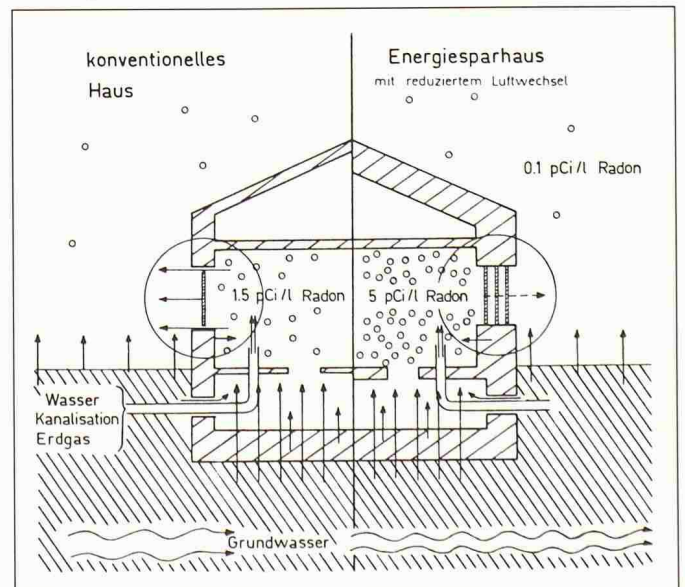 konventionelles
Haus
Energiesparhaus
mit reduziertem Luftwechsel
0.1 pCi/l Radon
1.5 pCi/l Radon
5 pCi/l Radon
Wasser
Kanalisation
Erdgas
Grundwasser